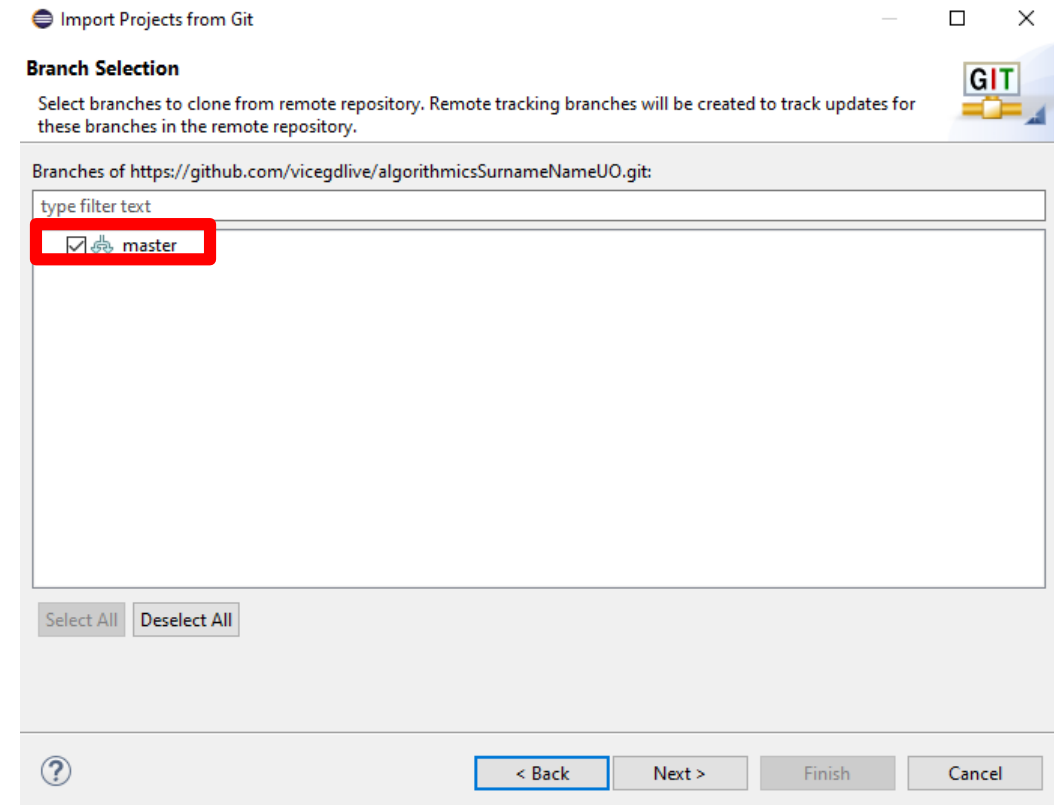 Import Projects from Git
Branch Selection
GIT
Select branches to clone from remote repository. Remote tracking branches will be created to track updates for
these branches in the remote repository.
Branches of https://github.com/vicegdlive/algorithmicsSurnameNameUO.git:
type filter text
master
Select All Deselect All
? < Back Next > Finish Cancel